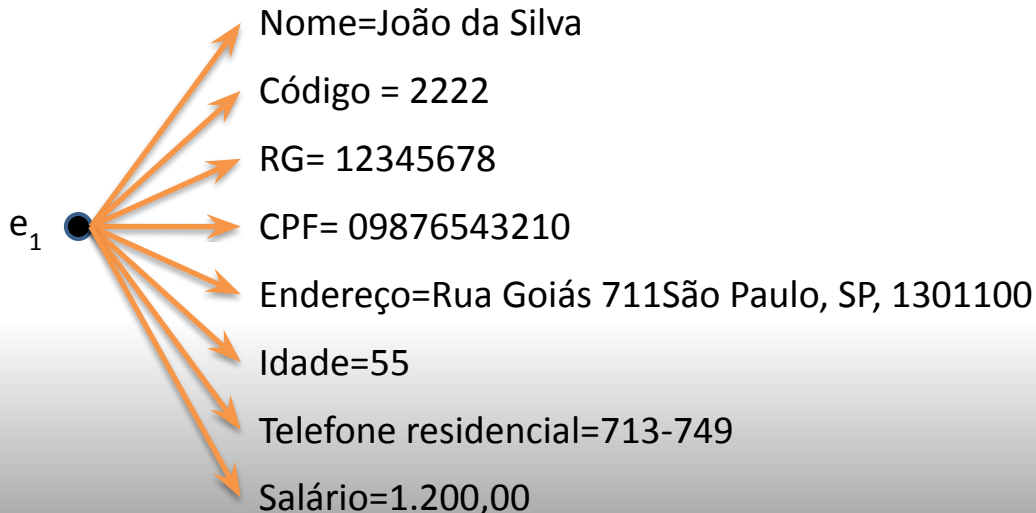 Nome=João da Silva
Código = 2222
RG= 12345678
e1
CPF= 09876543210
Endereço=Rua Goiás 711São Paulo, SP, 1301100
Idade=55
Telefone residencial=713-749
Salário=1.200,00